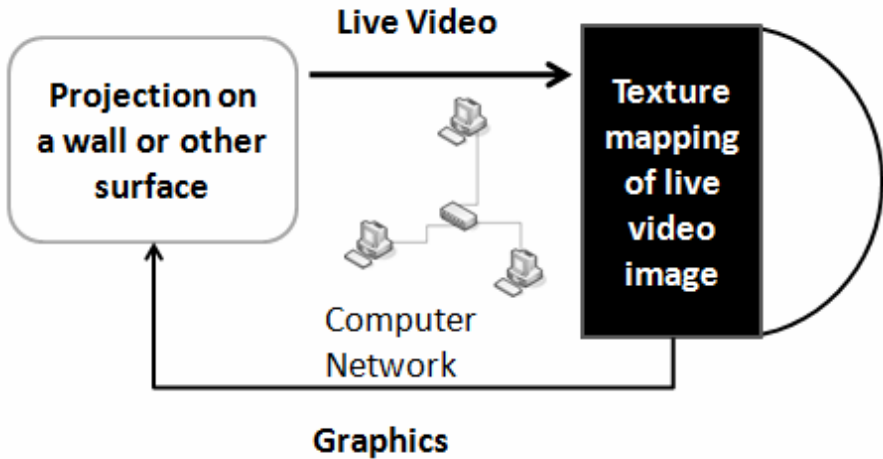 Live Video
Projection on
a wall or other
surface
Texture
mapping
of live
video
image
Computer
Network
Graphics